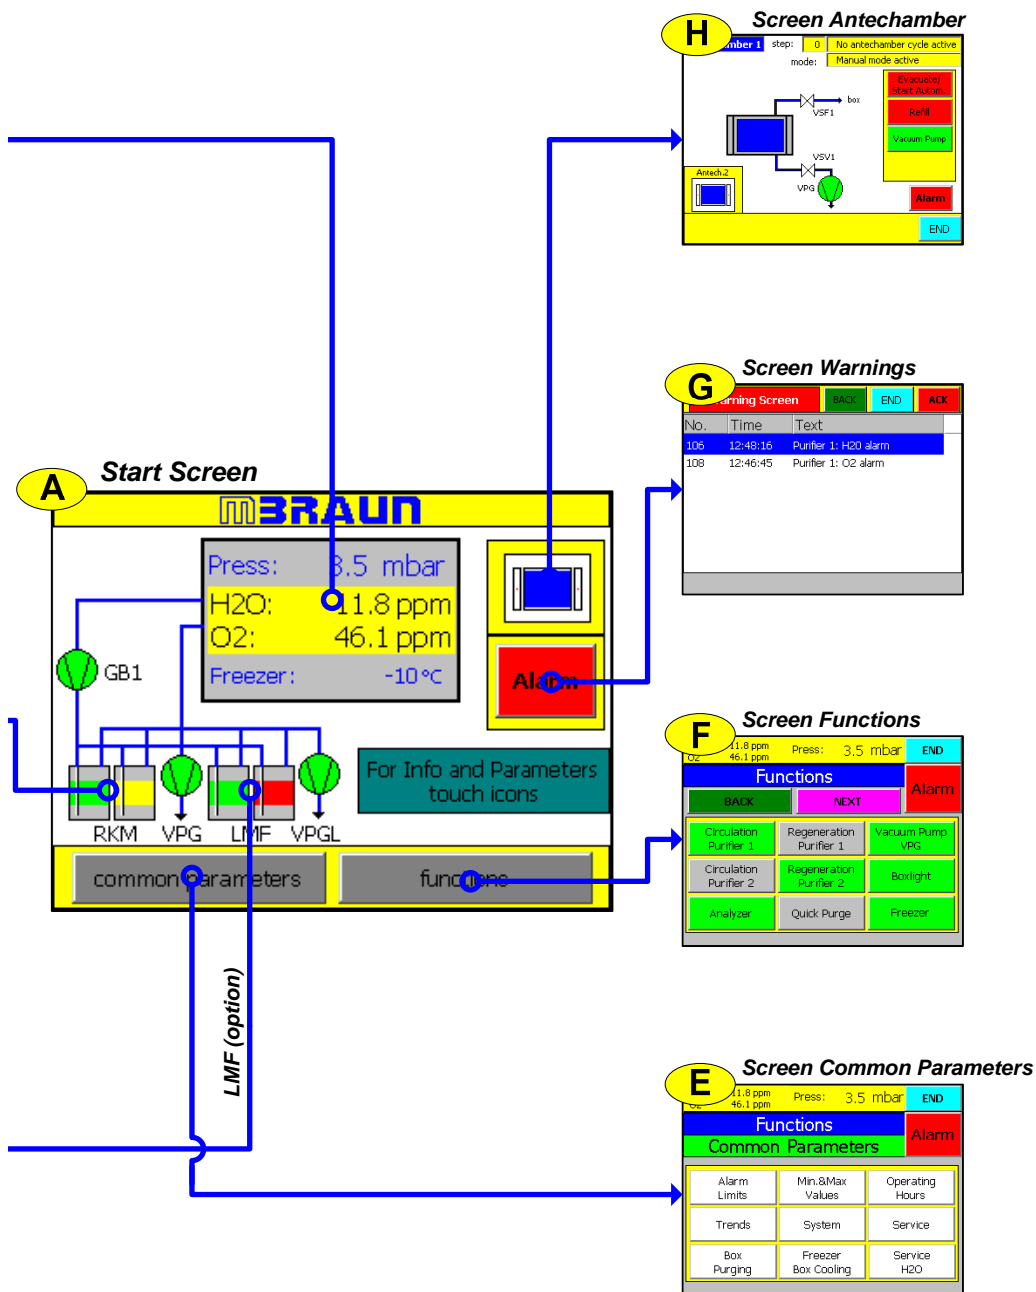 Screen Antechamber
H
step: 0 No antechamber cycle active
mode: Manual mode active
Evacuate/
Start Autom.
Refill
Vacuum Pump
box
VSF1
VSV1
VPG
Antech.2
Alarm
END
Screen Warnings
G
Screen
BACK
END
ACK
No. Time Text
106 12:48:16 Purifier 1: H2O alarm
108 12:46:45 Purifier 1: O2 alarm
Start Screen
A
mBRAUN
Press: 3.5 mbar
H2O: 11.8 ppm
O2: 46.1 ppm
Freezer: -10 °C
GB1
Alarm
For Info and Parameters
touch icons
RKM VPG LMF VPGL
common parameters
functions
LMF (option)
Screen Functions
F
11.8 ppm
O2 46.1 ppm
Press: 3.5 mbar
END
Functions
Alarm
BACK
NEXT
Circulation
Purifier 1
Regeneration
Purifier 1
Vacuum Pump
VPG
Circulation
Purifier 2
Regeneration
Purifier 2
Boxlight
Analyzer
Quick Purge
Freezer
Screen Common Parameters
E
11.8 ppm
O2 46.1 ppm
Press: 3.5 mbar
END
Functions
Alarm
Common Parameters
Alarm
Limits
Min.&Max
Values
Operating
Hours
Trends
System
Service
Box
Purging
Freezer
Box Cooling
Service
H2O